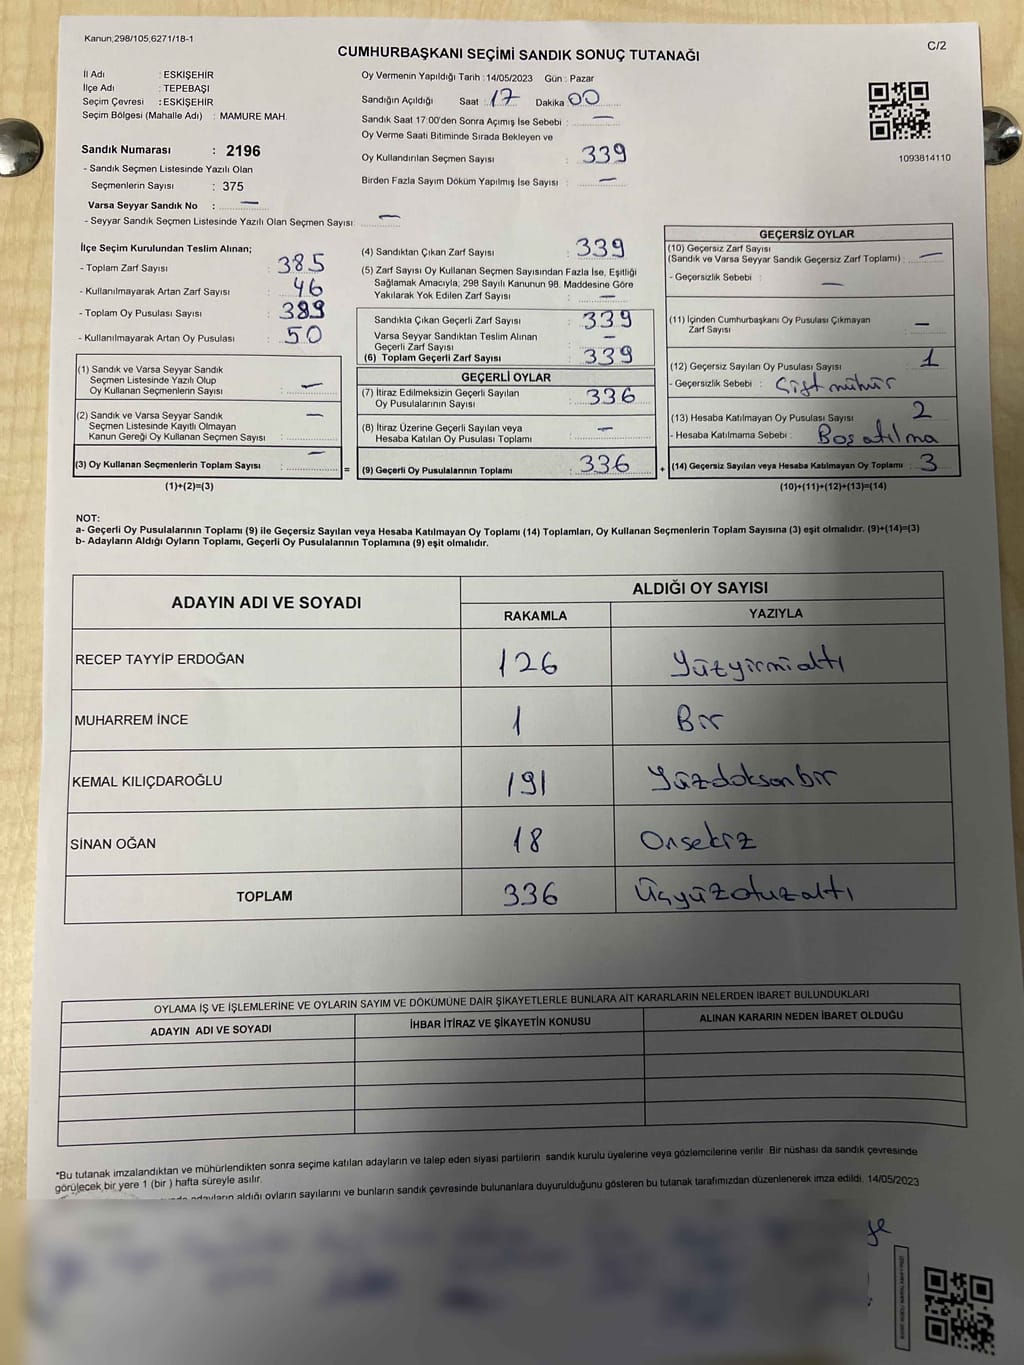 Kanun;298/105,6271/18-1
C/2
CUMHURBAŞKANI SEÇİMİ SANDIK SONUÇ TUTANAĞI
İl Adı : ESKİŞEHİR
İlçe Adı : TEPEBAŞI
Seçim Çevresi : ESKİŞEHİR
Seçim Bölgesi (Mahalle Adı) : MAMURE MAH.
Oy Vermenin Yapıldığı Tarih :14/05/2023 Gün : Pazar
Sandığın Açıldığı Saat : 17 Dakika 00
Sandık Saat 17:00'den Sonra Açımış İse Sebebi : —
Oy Verme Saati Bitiminde Sırada Bekleyen ve
Oy Kullandırılan Seçmen Sayısı : 339
Birden Fazla Sayım Döküm Yapılmış İse Sayısı : —
1093814110
Sandık Numarası : 2196
- Sandık Seçmen Listesinde Yazılı Olan
Seçmenlerin Sayısı : 375
Varsa Seyyar Sandık No : —
- Seyyar Sandık Seçmen Listesinde Yazılı Olan Seçmen Sayısı: —
İlçe Seçim Kurulundan Teslim Alınan;
- Toplam Zarf Sayısı : 385
- Kullanılmayarak Artan Zarf Sayısı : 46
- Toplam Oy Pusulası Sayısı : 389
- Kullanılmayarak Artan Oy Pusulası : 50
(1) Sandık ve Varsa Seyyar Sandık
Seçmen Listesinde Yazılı Olup
Oy Kullanan Seçmenlerin Sayısı : —
(2) Sandık ve Varsa Seyyar Sandık
Seçmen Listesinde Kayıtlı Olmayan
Kanun Gereği Oy Kullanan Seçmen Sayısı : —
(3) Oy Kullanan Seçmenlerin Toplam Sayısı : —
(1)+(2)=(3)
(4) Sandıktan Çıkan Zarf Sayısı : 339
(5) Zarf Sayısı Oy Kullanan Seçmen Sayısından Fazla İse, Eşitliği
Sağlamak Amacıyla; 298 Sayılı Kanunun 98. Maddesine Göre
Yakılarak Yok Edilen Zarf Sayısı : —
Sandıkta Çıkan Geçerli Zarf Sayısı : 339
Varsa Seyyar Sandıktan Teslim Alınan
Geçerli Zarf Sayısı : —
(6) Toplam Geçerli Zarf Sayısı : 339
GEÇERLİ OYLAR
(7) İtiraz Edilmeksizin Geçerli Sayılan
Oy Pusulalarının Sayısı : 336
(8) İtiraz Üzerine Geçerli Sayılan veya
Hesaba Katılan Oy Pusulası Toplamı : —
= (9) Geçerli Oy Pusulalarının Toplamı : 336
GEÇERSİZ OYLAR
(10) Geçersiz Zarf Sayısı
(Sandık ve Varsa Seyyar Sandık Geçersiz Zarf Toplamı) : —
- Geçersizlik Sebebi : —
(11) İçinden Cumhurbaşkanı Oy Pusulası Çıkmayan
Zarf Sayısı : —
(12) Geçersiz Sayılan Oy Pusulası Sayısı : 1
- Geçersizlik Sebebi : Çift mühür
(13) Hesaba Katılmayan Oy Pusulası Sayısı : 2
- Hesaba Katılmama Sebebi : Boş atılma
+ (14) Geçersiz Sayılan veya Hesaba Katılmayan Oy Toplamı : 3
(10)+(11)+(12)+(13)=(14)
NOT:
a- Geçerli Oy Pusulalarının Toplamı (9) ile Geçersiz Sayılan veya Hesaba Katılmayan Oy Toplamı (14) Toplamları, Oy Kullanan Seçmenlerin Toplam Sayısına (3) eşit olmalıdır. (9)+(14)=(3)
b- Adayların Aldığı Oyların Toplamı, Geçerli Oy Pusulalarının Toplamına (9) eşit olmalıdır.
ADAYIN ADI VE SOYADI
ALDIĞI OY SAYISI
RAKAMLA YAZIYLA
RECEP TAYYİP ERDOĞAN 126 Yüzyirmialtı
MUHARREM İNCE 1 Bir
KEMAL KILIÇDAROĞLU 191 Yüzdoksanbir
SİNAN OĞAN 18 Onsekiz
TOPLAM 336 Üçyüzotuzaltı
OYLAMA İŞ VE İŞLEMLERİNE VE OYLARIN SAYIM VE DÖKÜMÜNE DAİR ŞİKAYETLERLE BUNLARA AİT KARARLARIN NELERDEN İBARET BULUNDUKLARI
ADAYIN ADI VE SOYADI İHBAR İTİRAZ VE ŞİKAYETİN KONUSU ALINAN KARARIN NEDEN İBARET OLDUĞU
*Bu tutanak imzalandıktan ve mühürlendikten sonra seçime katılan adayların ve talep eden siyasi partilerin sandık kurulu üyelerine veya gözlemcilerine verilir. Bir nüshası da sandık çevresinde
görülecek bir yere 1 (bir ) hafta süreyle asılır.
adayların aldığı oyların sayılarını ve bunların sandık çevresinde bulunanlara duyurulduğunu gösteren bu tutanak tarafımızdan düzenlenerek imza edildi. 14/05/2023